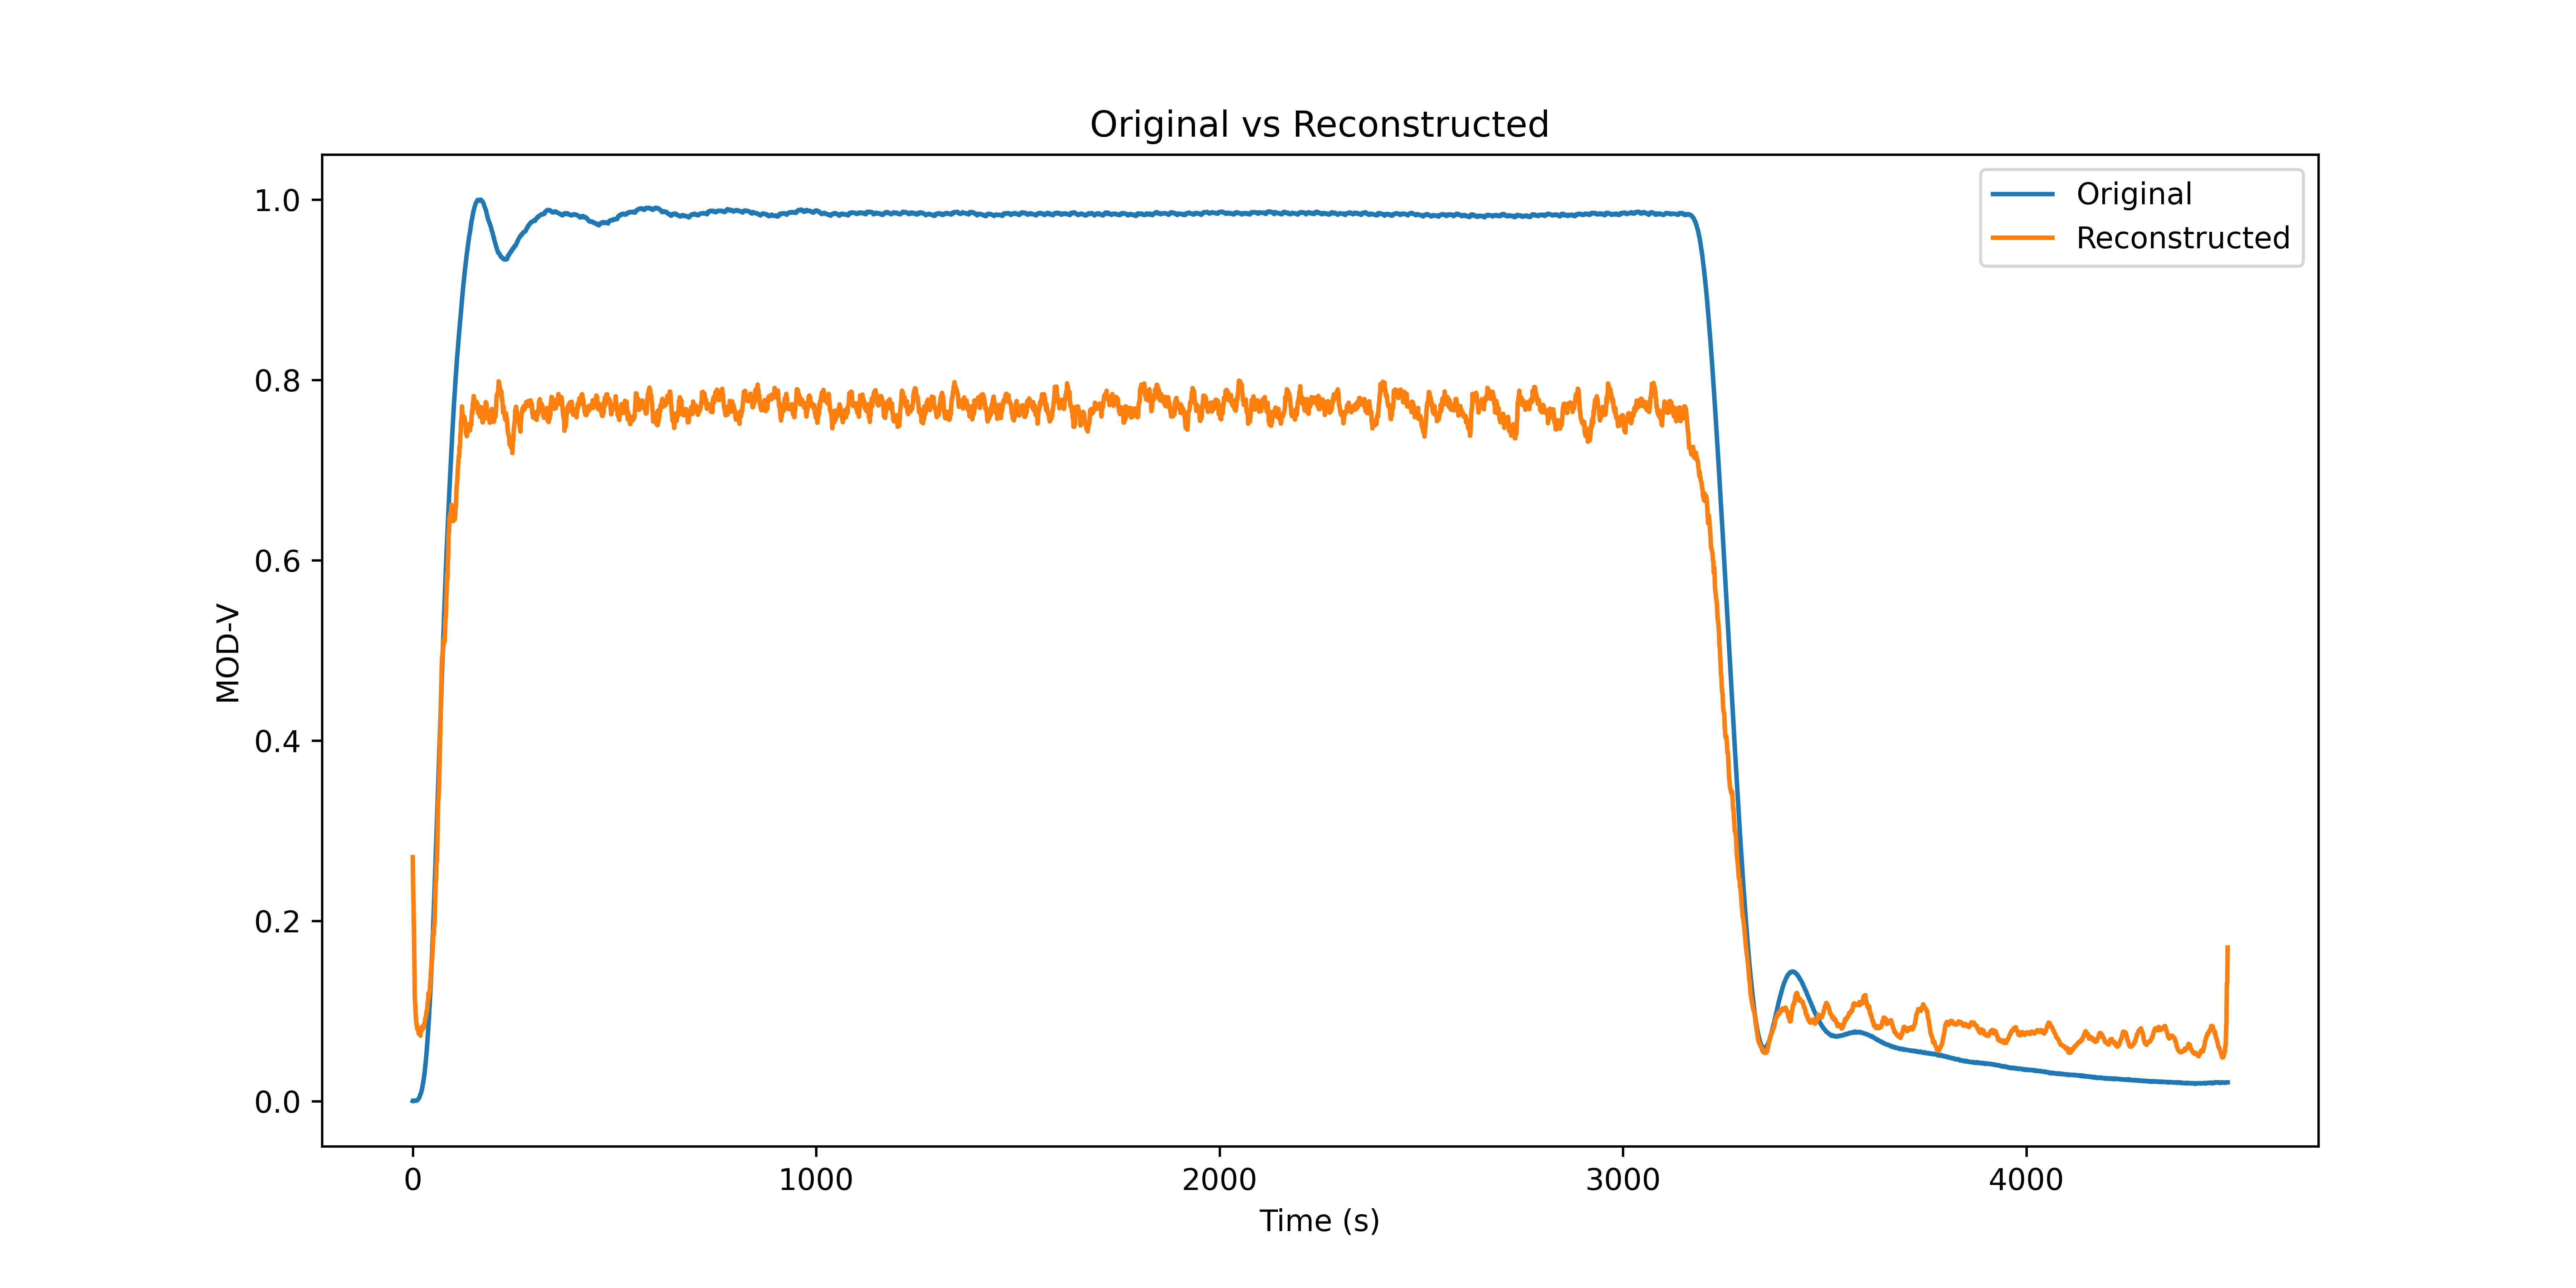 Original vs Reconstructed
Original
Reconstructed
1.0
0.8
0.6
0.4
0.2
0.0
MOD-V
0 1000 2000 3000 4000
Time (s)